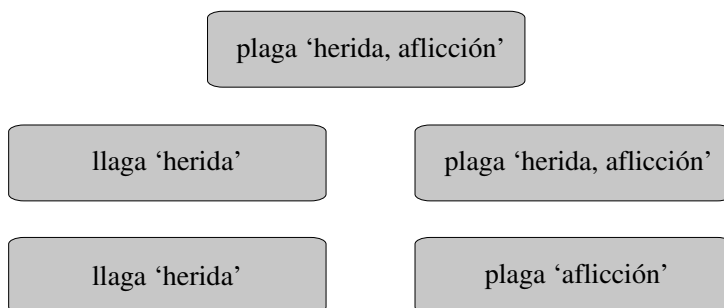 plaga ‘herida, aflicción’
llaga ‘herida’
plaga ‘herida, aflicción’
llaga ‘herida’
plaga ‘aflicción’